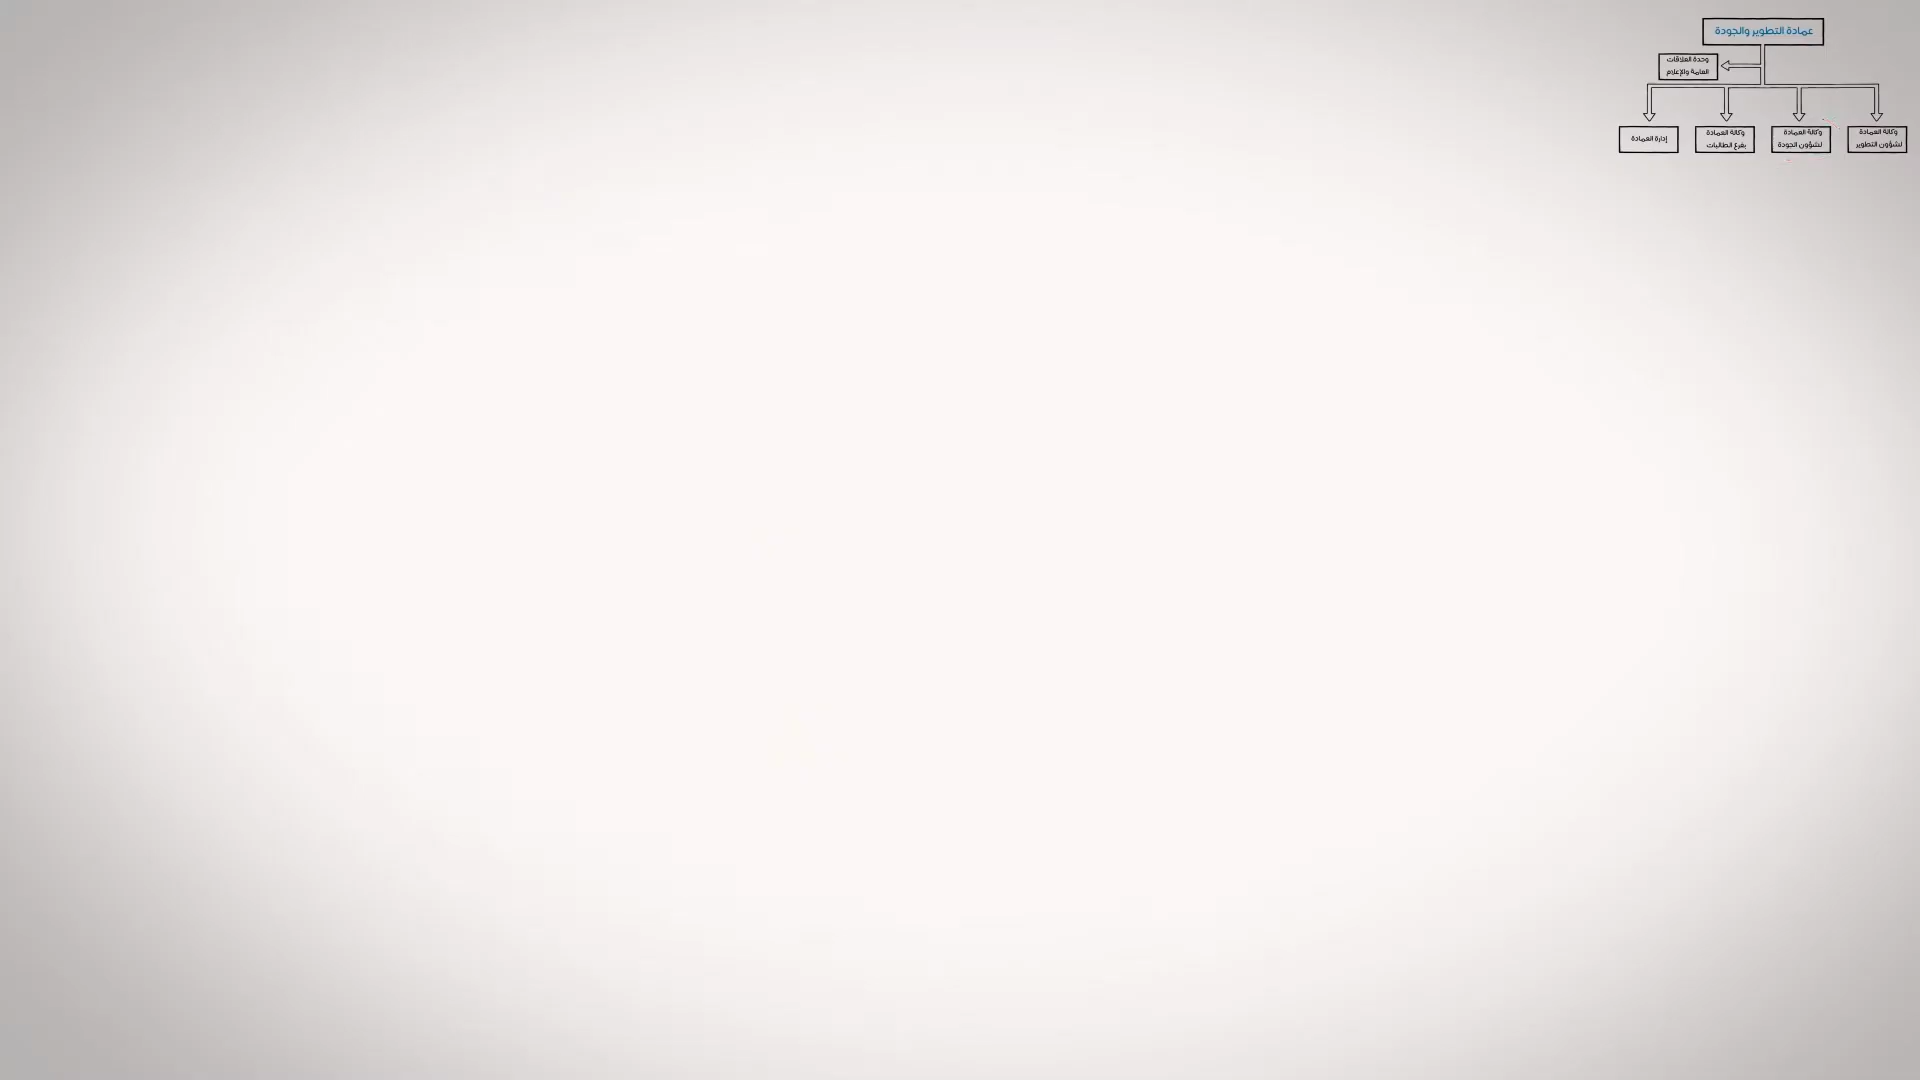 عمادة التطوير والجودة
وحدة العلاقات
العامة والإعلام
وكالة العمادة
لشؤون التطوير
وكالة العمادة
لشؤون الجودة
وكالة العمادة
بفرع الطالبات
إدارة العمادة